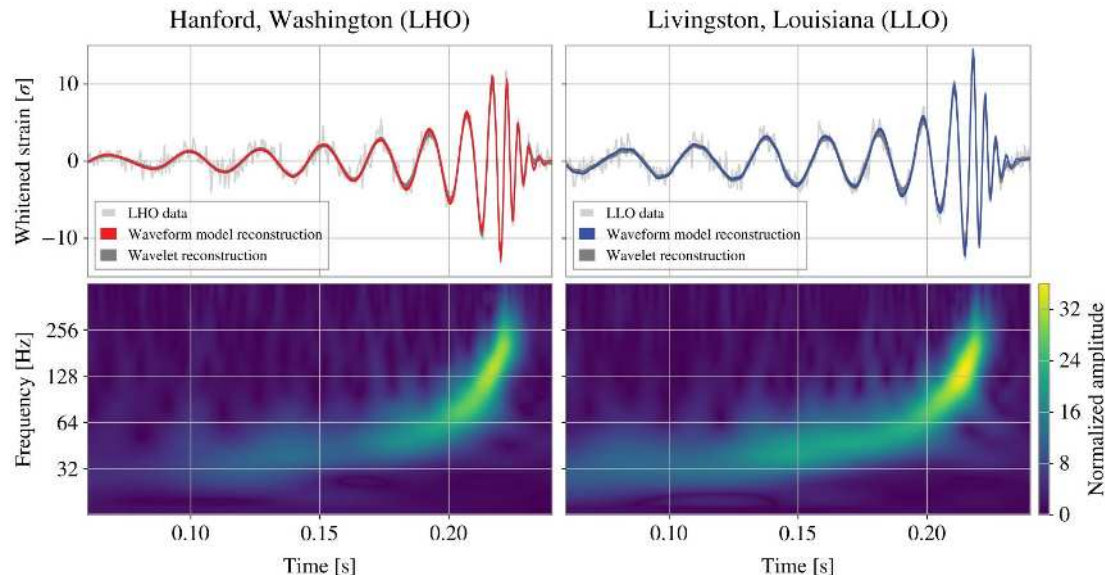 Hanford, Washington (LHO)
Livingston, Louisiana (LLO)
Whitened strain [σ]
10
0
−10
LHO data
Waveform model reconstruction
Wavelet reconstruction
LLO data
Waveform model reconstruction
Wavelet reconstruction
Frequency [Hz]
256
128
64
32
0.10
0.15
0.20
Time [s]
0.10
0.15
0.20
Time [s]
32
24
16
8
0
Normalized amplitude